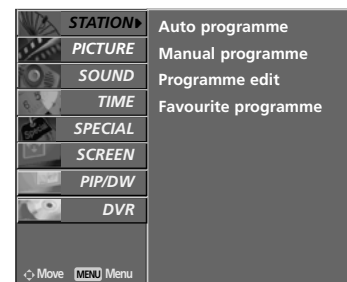 STATION
PICTURE
SOUND
TIME
SPECIAL
SCREEN
PIP/DW
DVR
Move MENU Menu
Auto programme
Manual programme
Programme edit
Favourite programme